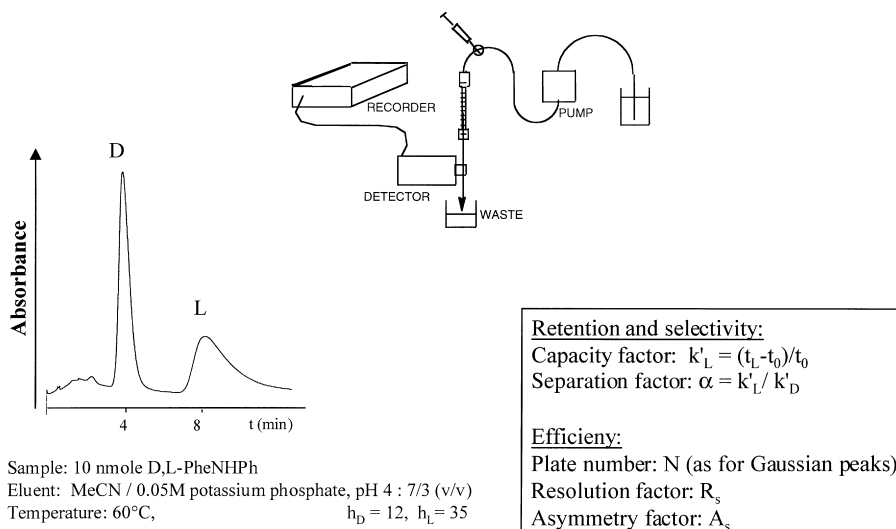 RECORDER
PUMP
DETECTOR
WASTE
D
L
Absorbance
4 8 t (min)
Sample: 10 nmole D,L-PheNHPh
Eluent: MeCN / 0.05M potassium phosphate, pH 4 : 7/3 (v/v)
Temperature: 60°C, h_D = 12, h_L = 35
Retention and selectivity:
Capacity factor: k'_L = (t_L-t_0)/t_0
Separation factor: α = k'_L/ k'_D
Efficieny:
Plate number: N (as for Gaussian peaks)
Resolution factor: R_s
Asymmetry factor: A_s